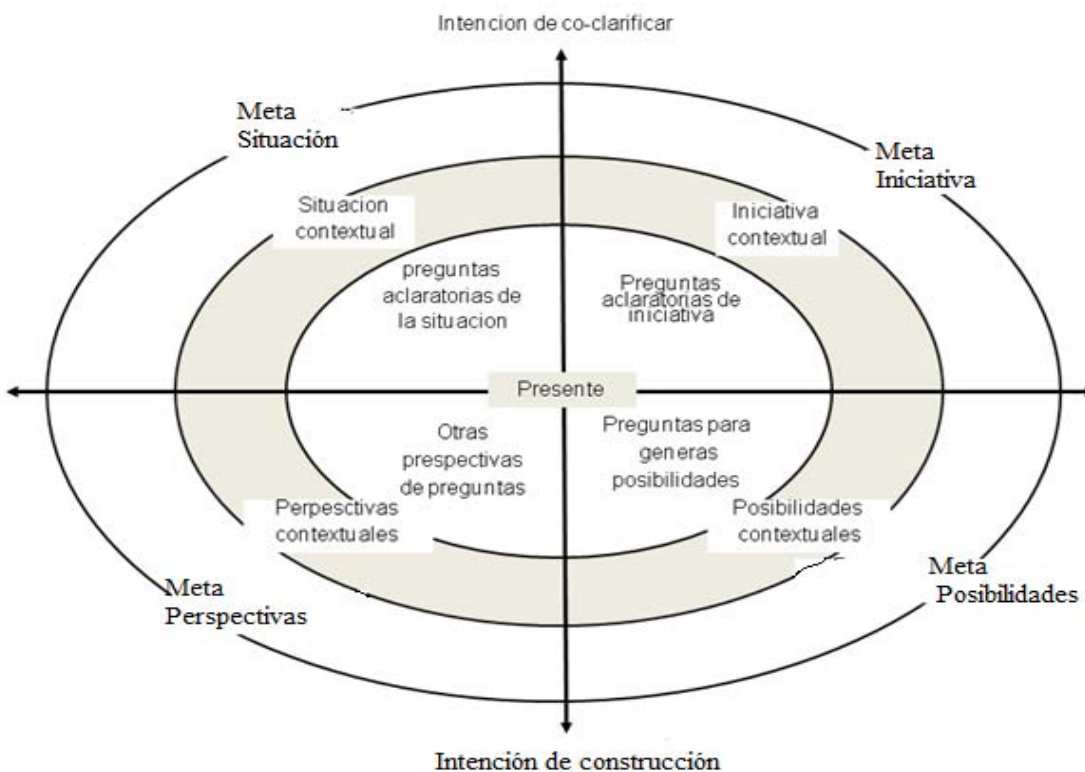 Intencion de co-clarificar
Meta
Situación
Meta
Iniciativa
Situacion
contextual
Iniciativa
contextual
preguntas
aclaratorias de
la situacion
Preguntas
aclaratorias de
iniciativa
Presente
Otras
prespectivas
de preguntas
Preguntas para
generas
posibilidades
Perpesctivas
contextuales
Posibilidades
contextuales
Meta
Perspectivas
Meta
Posibilidades
Intención de construcción